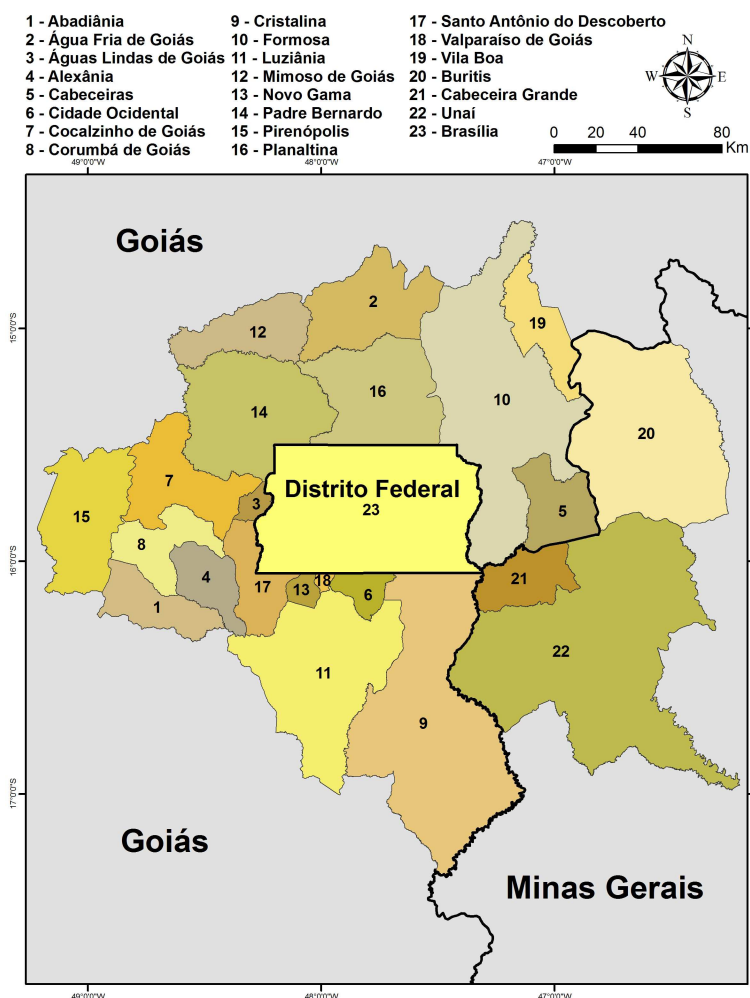 1 - Abadiânia
2 - Água Fria de Goiás
3 - Águas Lindas de Goiás
4 - Alexânia
5 - Cabeceiras
6 - Cidade Ocidental
7 - Cocalzinho de Goiás
8 - Corumbá de Goiás
9 - Cristalina
10 - Formosa
11 - Luziânia
12 - Mimoso de Goiás
13 - Novo Gama
14 - Padre Bernardo
15 - Pirenópolis
16 - Planaltina
17 - Santo Antônio do Descoberto
18 - Valparaíso de Goiás
19 - Vila Boa
20 - Buritis
21 - Cabeceira Grande
22 - Unaí
23 - Brasília
N
W E
S
0 20 40 80
Km
49°0'0"S 48°0'0"S 47°0'0"S
Goiás
15°0'0"S
2
12
19
16
14
10
20
Distrito Federal
23
7
3
15
5
8
16°0'0"S
4
17
13
18
6
21
1
22
11
9
17°0'0"S
Goiás
Minas Gerais
49°0'0"S 48°0'0"S 47°0'0"S